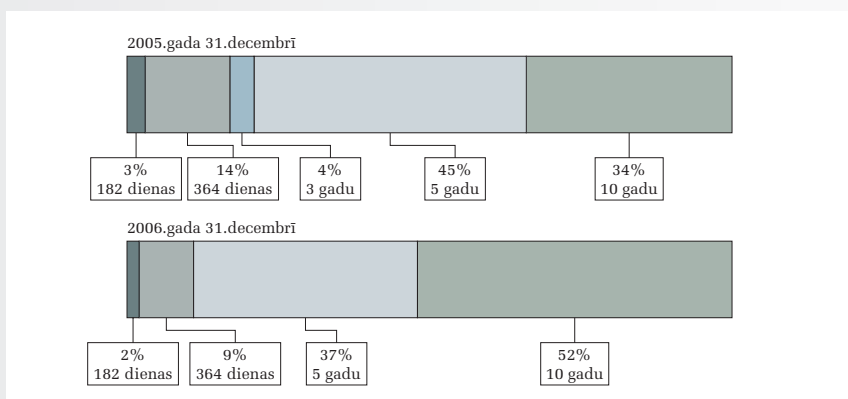 2005.gada 31.decembrī
3%
182 dienas
14%
364 dienas
4%
3 gadu
45%
5 gadu
34%
10 gadu
2006.gada 31.decembrī
2%
182 dienas
9%
364 dienas
37%
5 gadu
52%
10 gadu